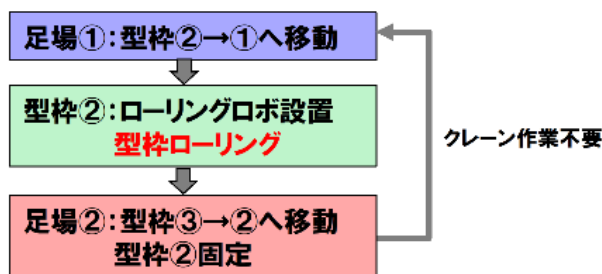 足場①：型枠②→①へ移動
型枠②：ローリングロボ設置
型枠ローリング
クレーン作業不要
足場②：型枠③→②へ移動
型枠②固定